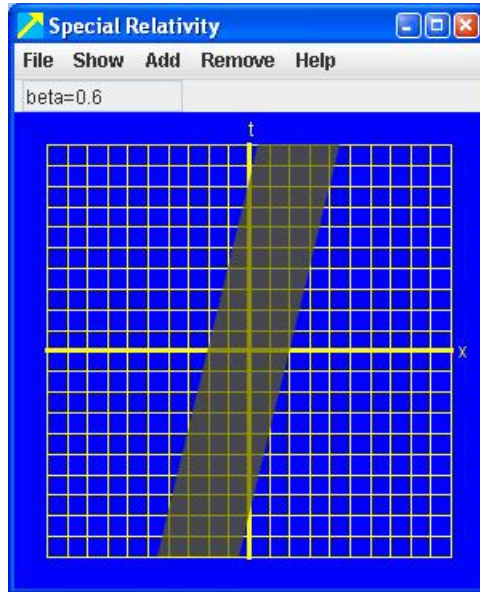 Special Relativity
File Show Add Remove Help
beta=0.6
t
x